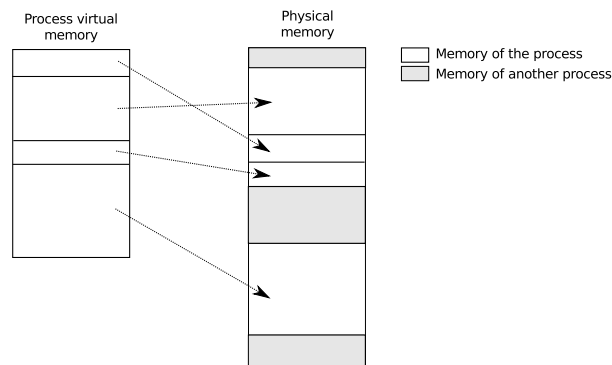 Process virtual
memory
Physical
memory
Memory of the process
Memory of another process